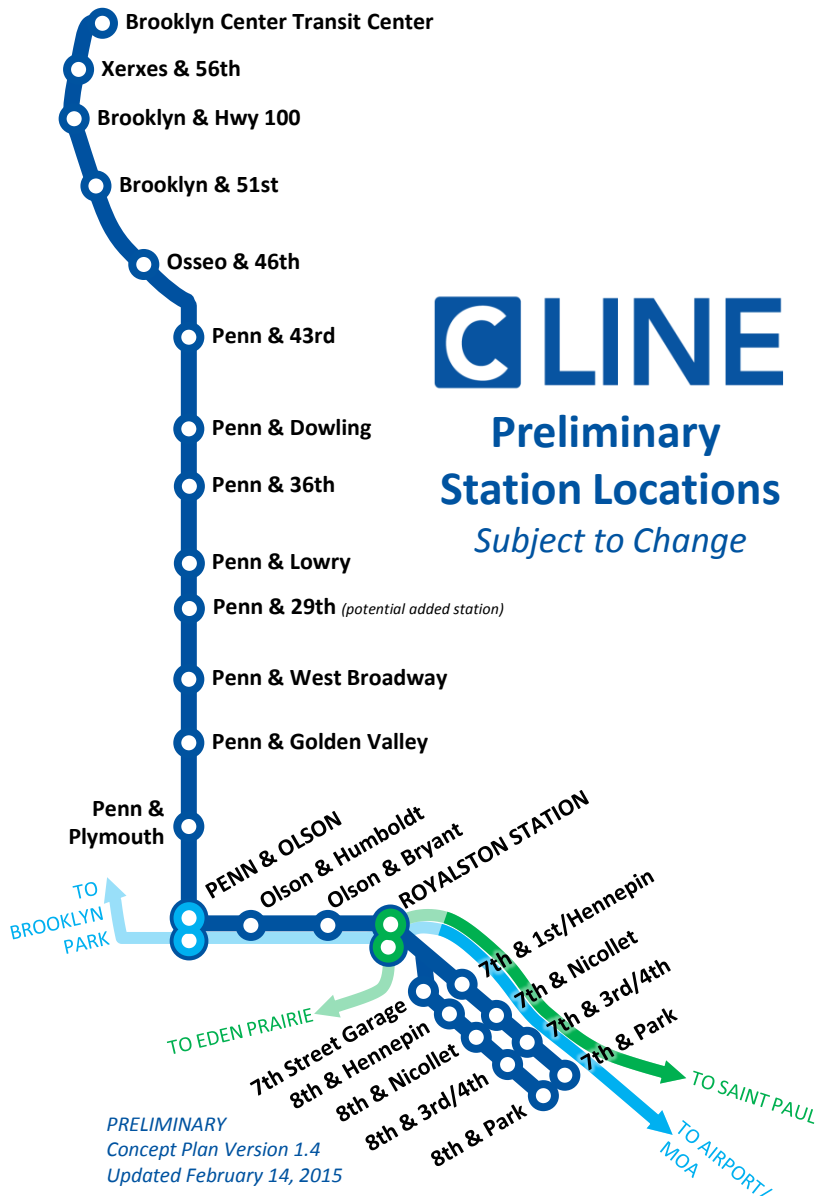 Brooklyn Center Transit Center
Xerxes & 56th
Brooklyn & Hwy 100
Brooklyn & 51st
Osseo & 46th
Penn & 43rd
C LINE
Preliminary
Station Locations
Subject to Change
Penn & Dowling
Penn & 36th
Penn & Lowry
Penn & 29th (potential added station)
Penn & West Broadway
Penn & Golden Valley
Penn &
Plymouth
PENN & OLSON
Olson & Humboldt
Olson & Bryant
ROYALSTON STATION
TO
BROOKLYN
PARK
TO EDEN PRAIRIE
7th & 1st/Hennepin
7th & Nicollet
7th & 3rd/4th
7th & Park
7th Street Garage
8th & Hennepin
8th & Nicollet
8th & 3rd/4th
8th & Park
TO SAINT PAUL
TO AIRPORT/
MOA
PRELIMINARY
Concept Plan Version 1.4
Updated February 14, 2015